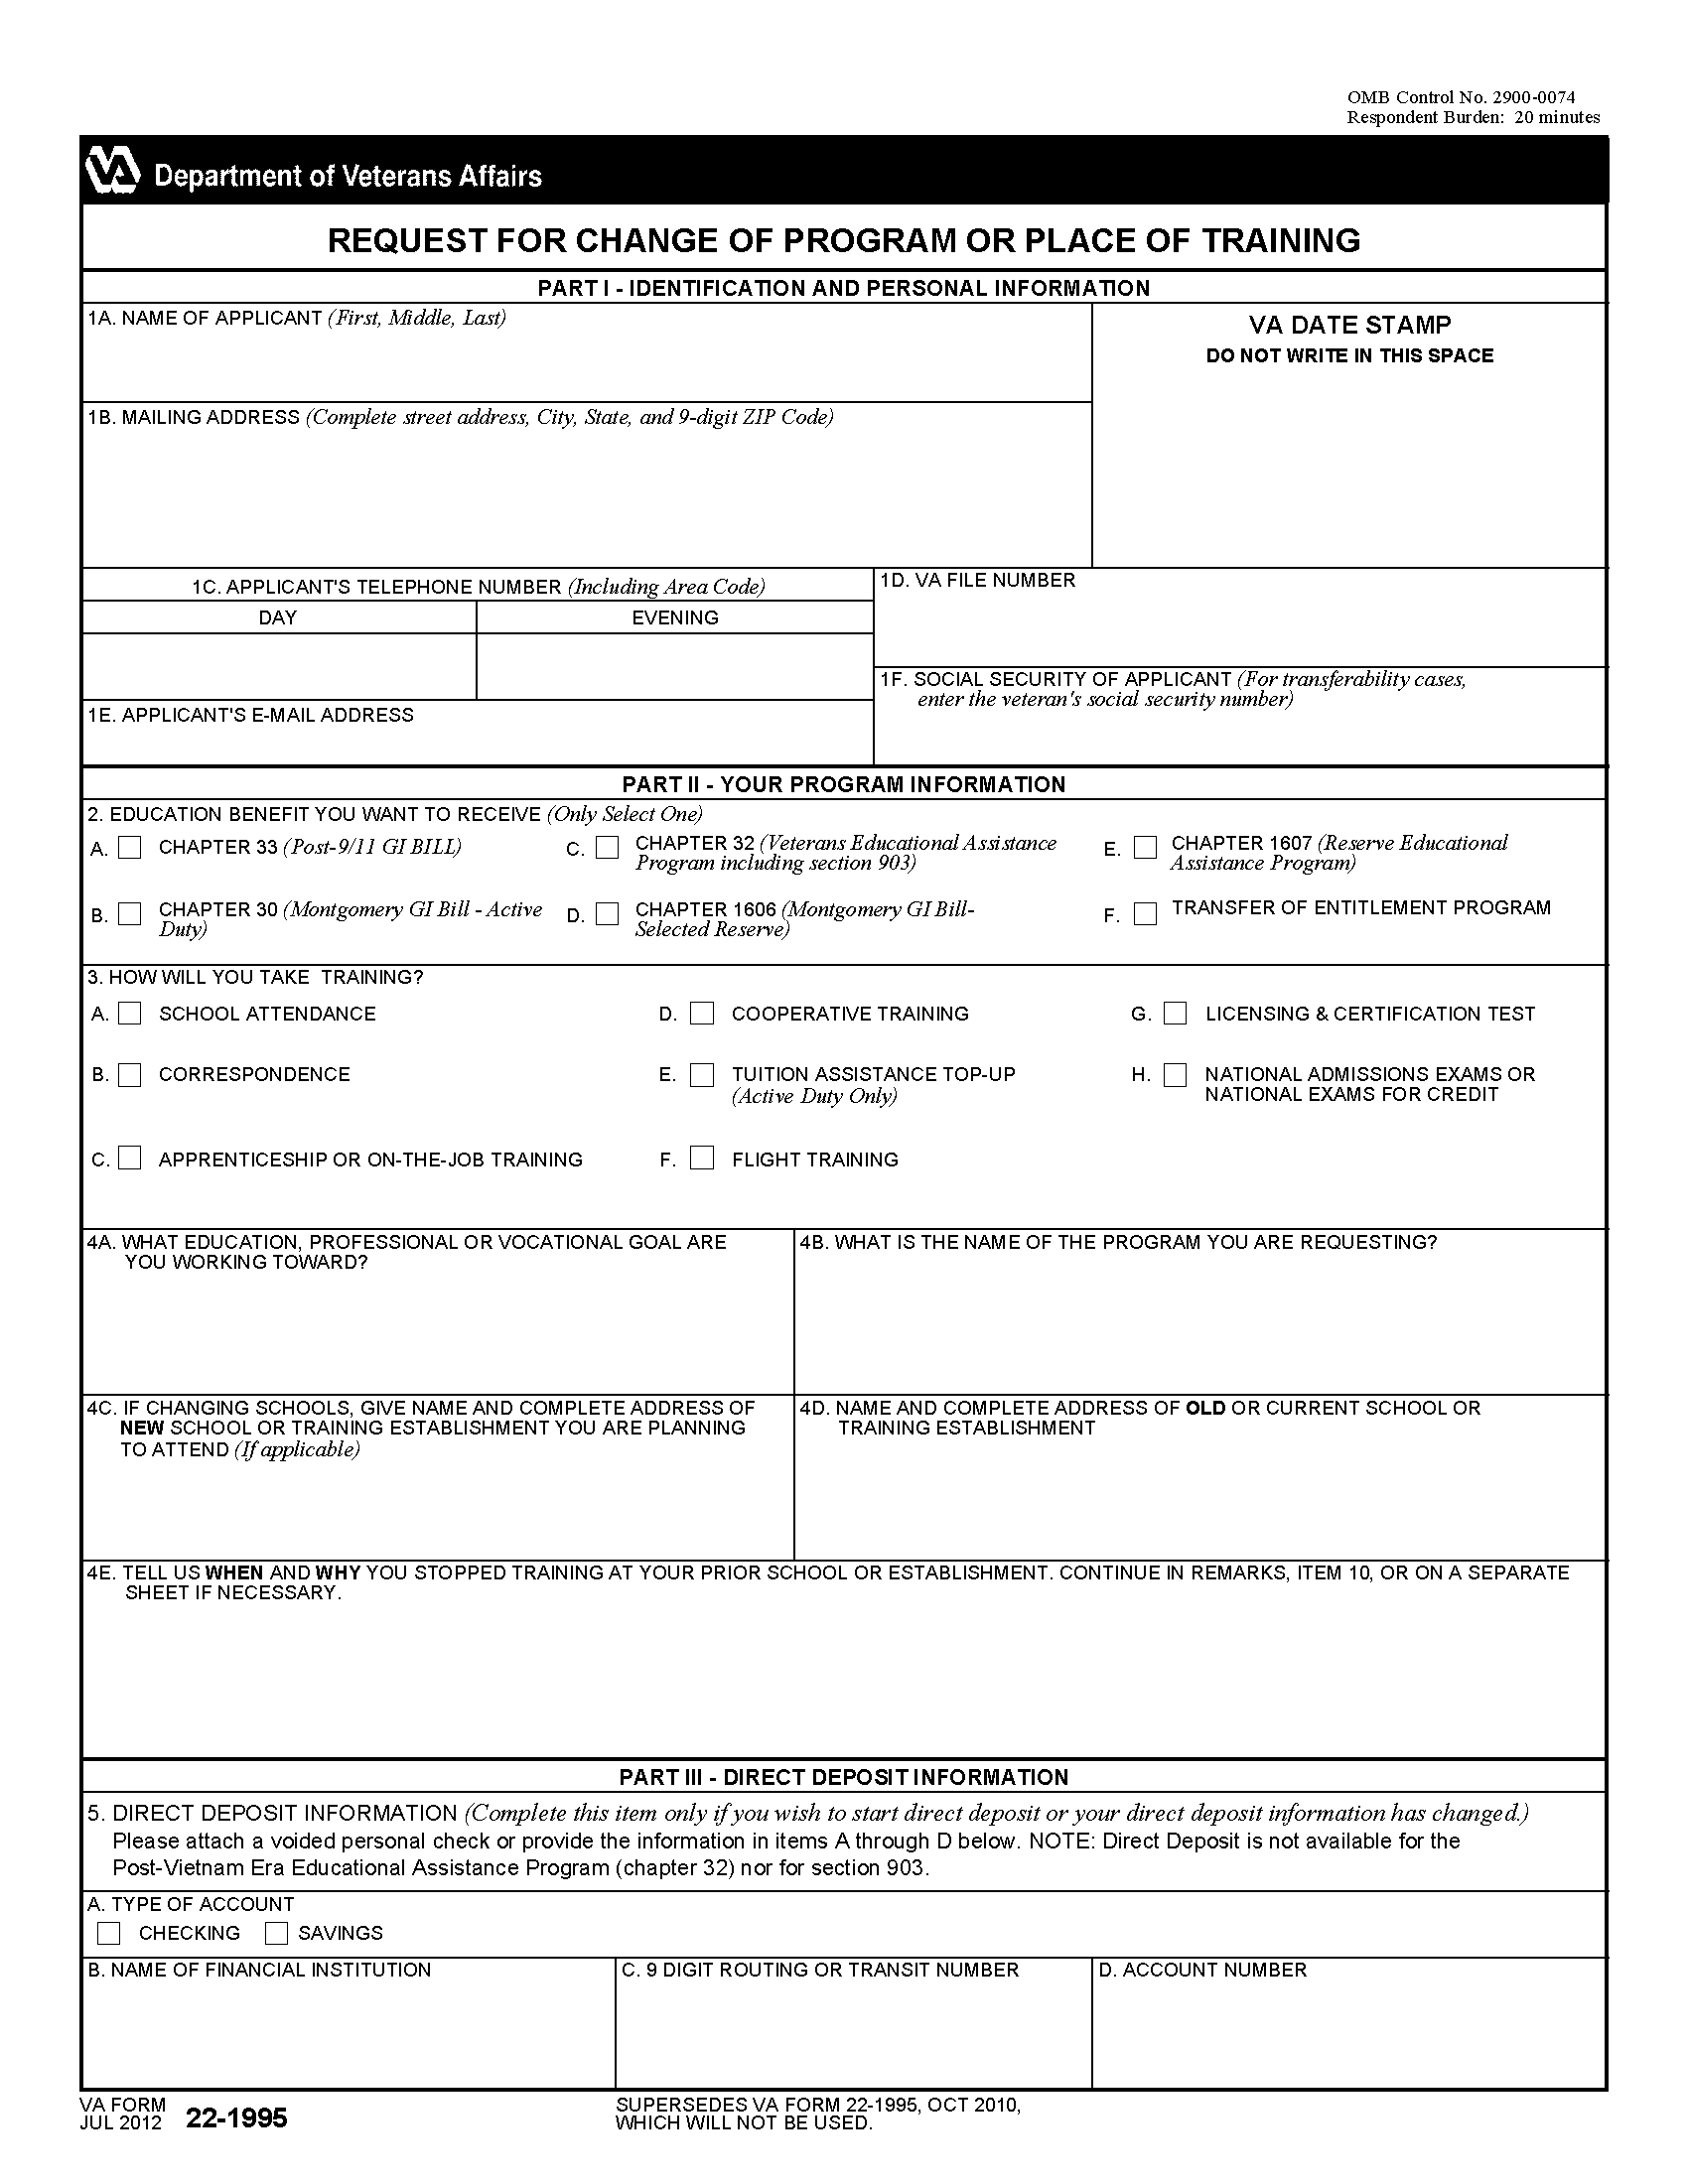 OMB Control No. 2900-0074
Respondent Burden: 20 minutes
VA Department of Veterans Affairs
REQUEST FOR CHANGE OF PROGRAM OR PLACE OF TRAINING
PART I - IDENTIFICATION AND PERSONAL INFORMATION
1A. NAME OF APPLICANT (First, Middle, Last)
VA DATE STAMP
DO NOT WRITE IN THIS SPACE
1B. MAILING ADDRESS (Complete street address, City, State, and 9-digit ZIP Code)
1C. APPLICANT'S TELEPHONE NUMBER (Including Area Code)
DAY
EVENING
1D. VA FILE NUMBER
1E. APPLICANT'S E-MAIL ADDRESS
1F. SOCIAL SECURITY OF APPLICANT (For transferability cases,
enter the veteran's social security number)
PART II - YOUR PROGRAM INFORMATION
2. EDUCATION BENEFIT YOU WANT TO RECEIVE (Only Select One)
A. CHAPTER 33 (Post-9/11 GI BILL)
B. CHAPTER 30 (Montgomery GI Bill - Active
Duty)
C. CHAPTER 32 (Veterans Educational Assistance
Program including section 903)
D. CHAPTER 1606 (Montgomery GI Bill-
Selected Reserve)
E. CHAPTER 1607 (Reserve Educational
Assistance Program)
F. TRANSFER OF ENTITLEMENT PROGRAM
3. HOW WILL YOU TAKE TRAINING?
A. SCHOOL ATTENDANCE
B. CORRESPONDENCE
C. APPRENTICESHIP OR ON-THE-JOB TRAINING
D. COOPERATIVE TRAINING
E. TUITION ASSISTANCE TOP-UP
(Active Duty Only)
F. FLIGHT TRAINING
G. LICENSING & CERTIFICATION TEST
H. NATIONAL ADMISSIONS EXAMS OR
NATIONAL EXAMS FOR CREDIT
4A. WHAT EDUCATION, PROFESSIONAL OR VOCATIONAL GOAL ARE
YOU WORKING TOWARD?
4B. WHAT IS THE NAME OF THE PROGRAM YOU ARE REQUESTING?
4C. IF CHANGING SCHOOLS, GIVE NAME AND COMPLETE ADDRESS OF
NEW SCHOOL OR TRAINING ESTABLISHMENT YOU ARE PLANNING
TO ATTEND (If applicable)
4D. NAME AND COMPLETE ADDRESS OF OLD OR CURRENT SCHOOL OR
TRAINING ESTABLISHMENT
4E. TELL US WHEN AND WHY YOU STOPPED TRAINING AT YOUR PRIOR SCHOOL OR ESTABLISHMENT. CONTINUE IN REMARKS, ITEM 10, OR ON A SEPARATE
SHEET IF NECESSARY.
PART III - DIRECT DEPOSIT INFORMATION
5. DIRECT DEPOSIT INFORMATION (Complete this item only if you wish to start direct deposit or your direct deposit information has changed.)
Please attach a voided personal check or provide the information in items A through D below. NOTE: Direct Deposit is not available for the
Post-Vietnam Era Educational Assistance Program (chapter 32) nor for section 903.
A. TYPE OF ACCOUNT
CHECKING SAVINGS
B. NAME OF FINANCIAL INSTITUTION
C. 9 DIGIT ROUTING OR TRANSIT NUMBER
D. ACCOUNT NUMBER
VA FORM
JUL 2012 22-1995
SUPERSEDES VA FORM 22-1995, OCT 2010,
WHICH WILL NOT BE USED.